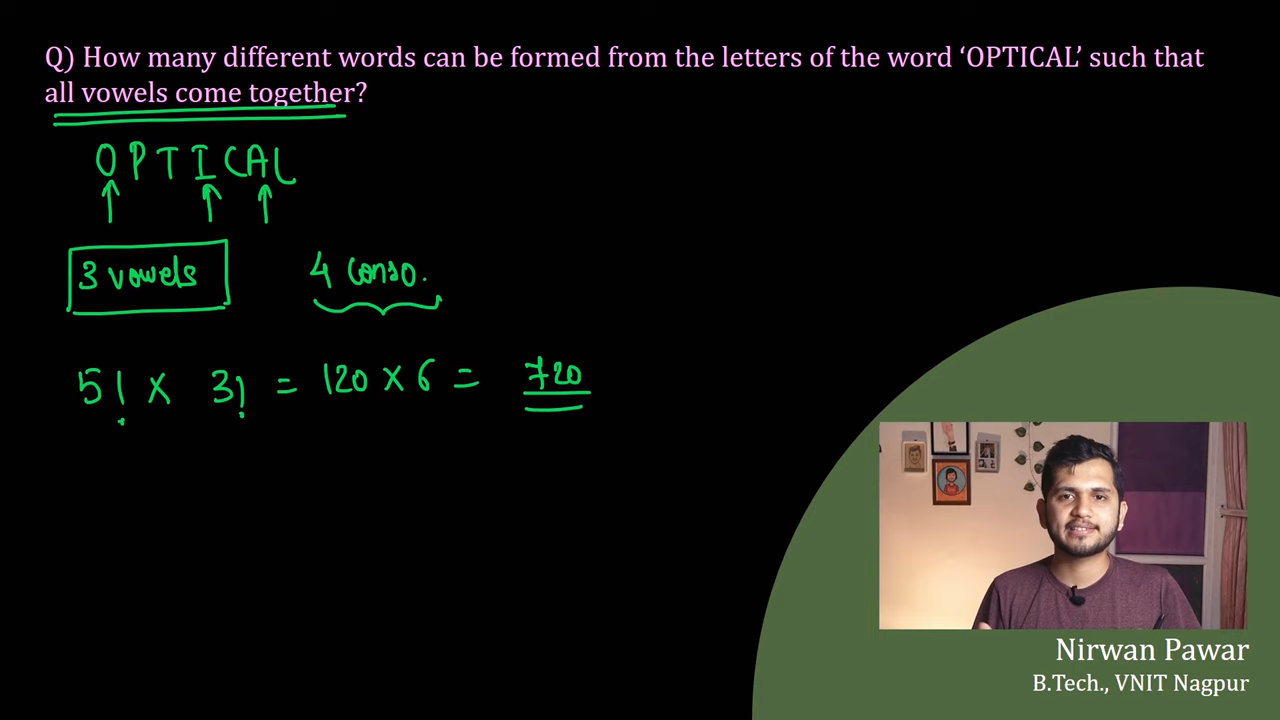 Q) How many different words can be formed from the letters of the word ‘OPTICAL’ such that
all vowels come together?
OPTICAL
3 vowels 4 conso.
5! × 3! = 120 × 6 = 720
Nirwan Pawar
B.Tech., VNIT Nagpur